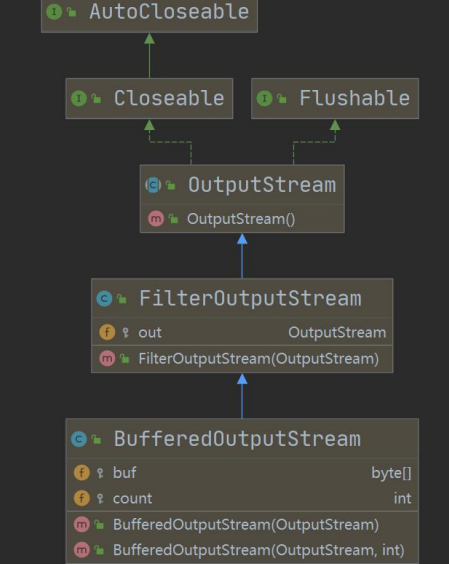 AutoCloseable
Closeable
Flushable
OutputStream
OutputStream()
FilterOutputStream
out OutputStream
FilterOutputStream(OutputStream)
BufferedOutputStream
buf byte[]
count int
BufferedOutputStream(OutputStream)
BufferedOutputStream(OutputStream, int)